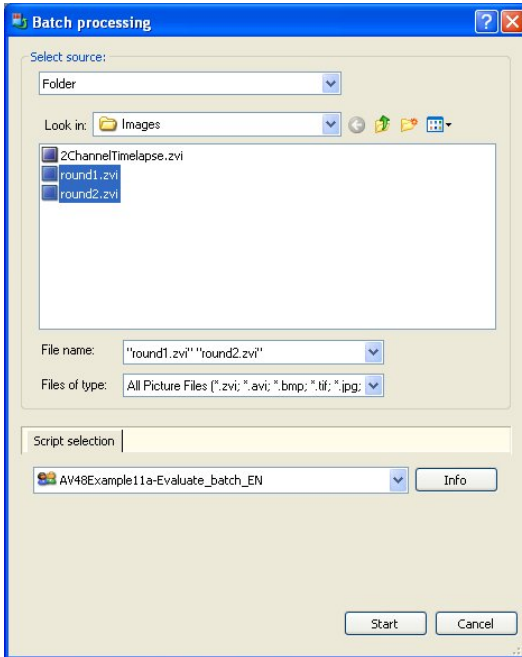 Batch processing
Select source:
Folder
Look in: Images
2ChannelTimelapse.zvi
round1.zvi
round2.zvi
File name: "round1.zvi" "round2.zvi"
Files of type: All Picture Files (*.zvi; *.avi; *.bmp; *.tif; *.jpg;
Script selection
AV48Example11a-Evaluate_batch_EN Info
Start Cancel